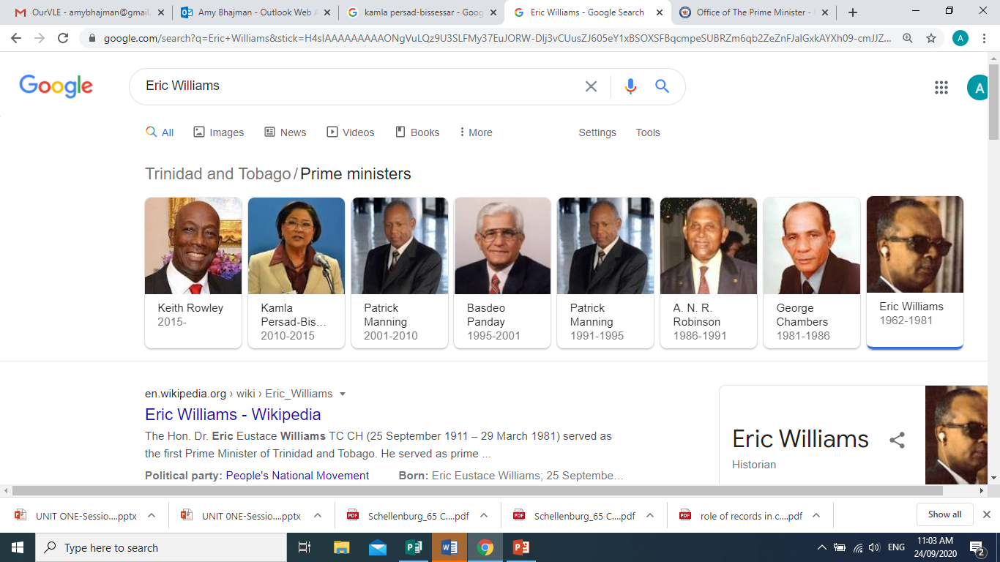 OurVLE - amybhajman@gmail.
Amy Bhajman - Outlook Web A
kamla persad-bissessar - Goog
Eric Williams - Google Search
Office of The Prime Minister -
google.com/search?q=Eric+Williams&stick=H4sIAAAAAAAAAONgVuLQz9U3SLFMy37EuJORW-DIj3vCUusZJ605eY1xBSOXSFBqcmpeSUBRZm6qb2ZeZnFJalGxkAYXh09-cmJJZ...
A
Google
Eric Williams
A
All
Images
News
Videos
Books
More
Settings
Tools
Trinidad and Tobago/Prime ministers
Keith Rowley
2015-
Kamla
Persad-Bis...
2010-2015
Patrick
Manning
2001-2010
Basdeo
Panday
1995-2001
Patrick
Manning
1991-1995
A. N. R.
Robinson
1986-1991
George
Chambers
1981-1986
Eric Williams
1962-1981
en.wikipedia.org › wiki › Eric_Williams
Eric Williams - Wikipedia
The Hon. Dr. Eric Eustace Williams TC CH (25 September 1911 – 29 March 1981) served as
the first Prime Minister of Trinidad and Tobago. He served as prime ...
Political party: People's National Movement Born: Eric Eustace Williams; 25 Septembe...
Eric Williams
Historian
UNIT ONE-Sessio....pptx
UNIT 0NE-Sessio....pptx
Schellenburg_65 C....pdf
Schellenburg_65 C....pdf
role of records in c....pdf
Show all
Type here to search
ENG
11:03 AM
24/09/2020
2